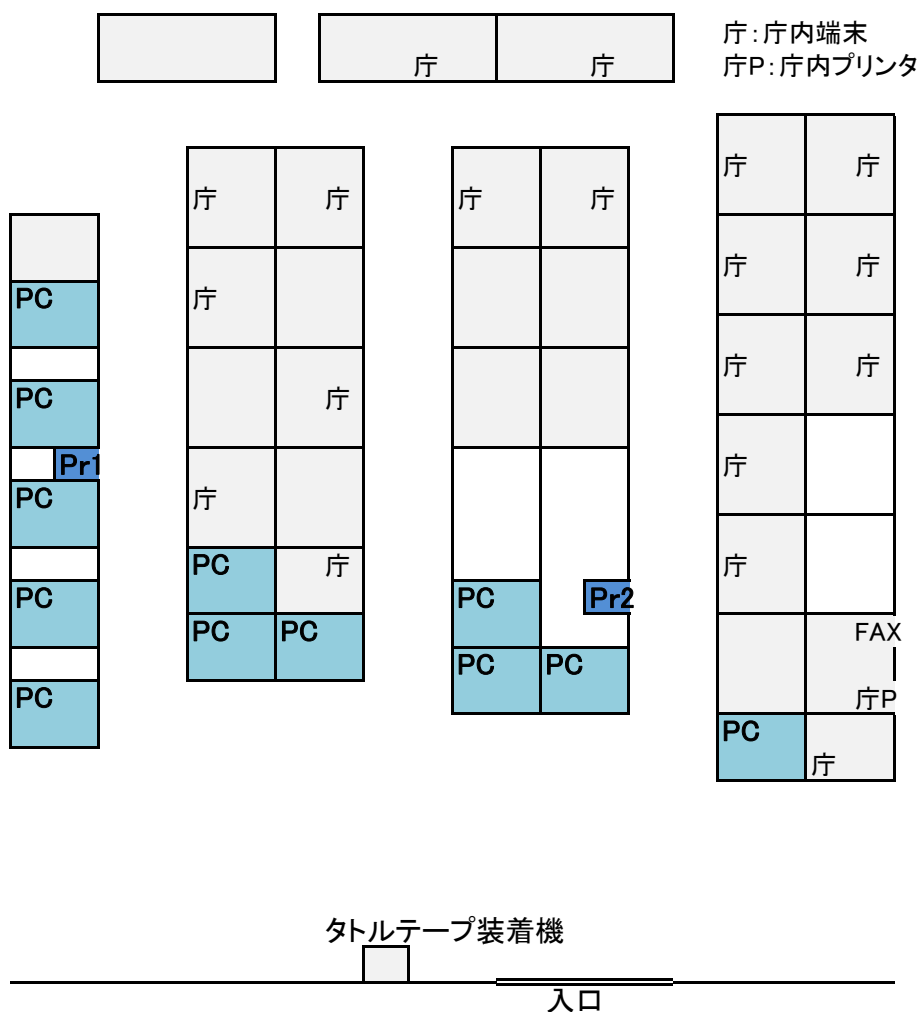 庁：庁内端末
庁P：庁内プリンタ
庁 庁
庁 庁
庁 庁 庁 庁
庁 庁
PC 庁
庁 庁
PC 庁
Pr1 庁
PC 庁
PC 庁 庁
PC PC Pr2
PC PC FAX
PC PC
PC 庁P
PC 庁
タトルテープ装着機
入口